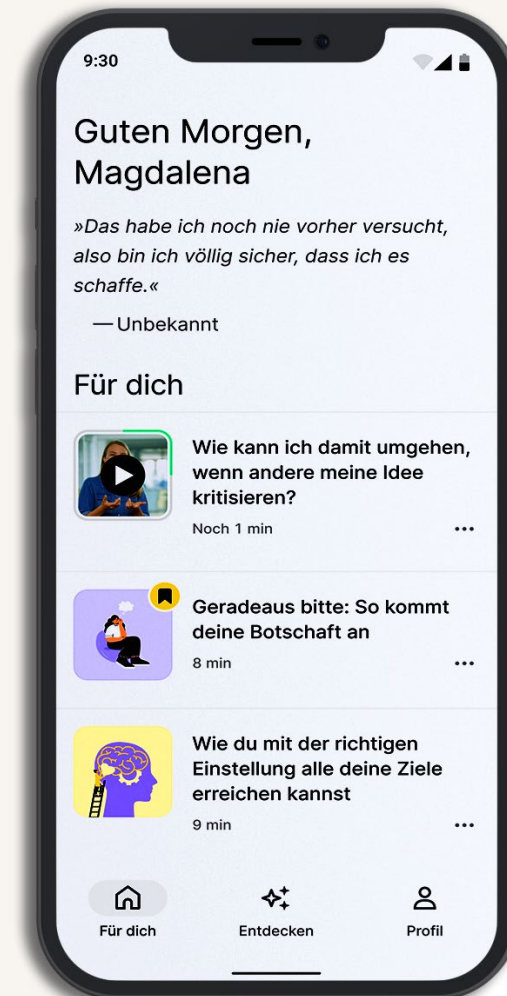 9:30
Guten Morgen,
Magdalena
»Das habe ich noch nie vorher versucht,
also bin ich völlig sicher, dass ich es
schaffe.«
— Unbekannt
Für dich
Wie kann ich damit umgehen,
wenn andere meine Idee
kritisieren?
Noch 1 min
Geradeaus bitte: So kommt
deine Botschaft an
8 min
Wie du mit der richtigen
Einstellung alle deine Ziele
erreichen kannst
9 min
Für dich
Entdecken
Profil